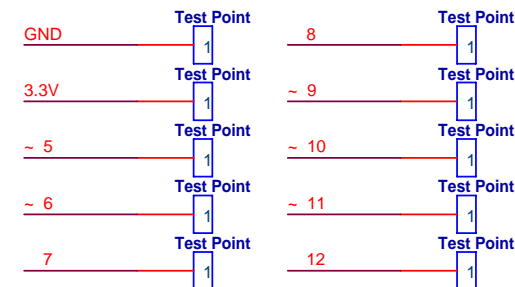 Test Point
GND
1
Test Point
3.3V
1
Test Point
~ 5
1
Test Point
~ 6
1
Test Point
7
1
Test Point
8
1
Test Point
~ 9
1
Test Point
~ 10
1
Test Point
~ 11
1
Test Point
12
1